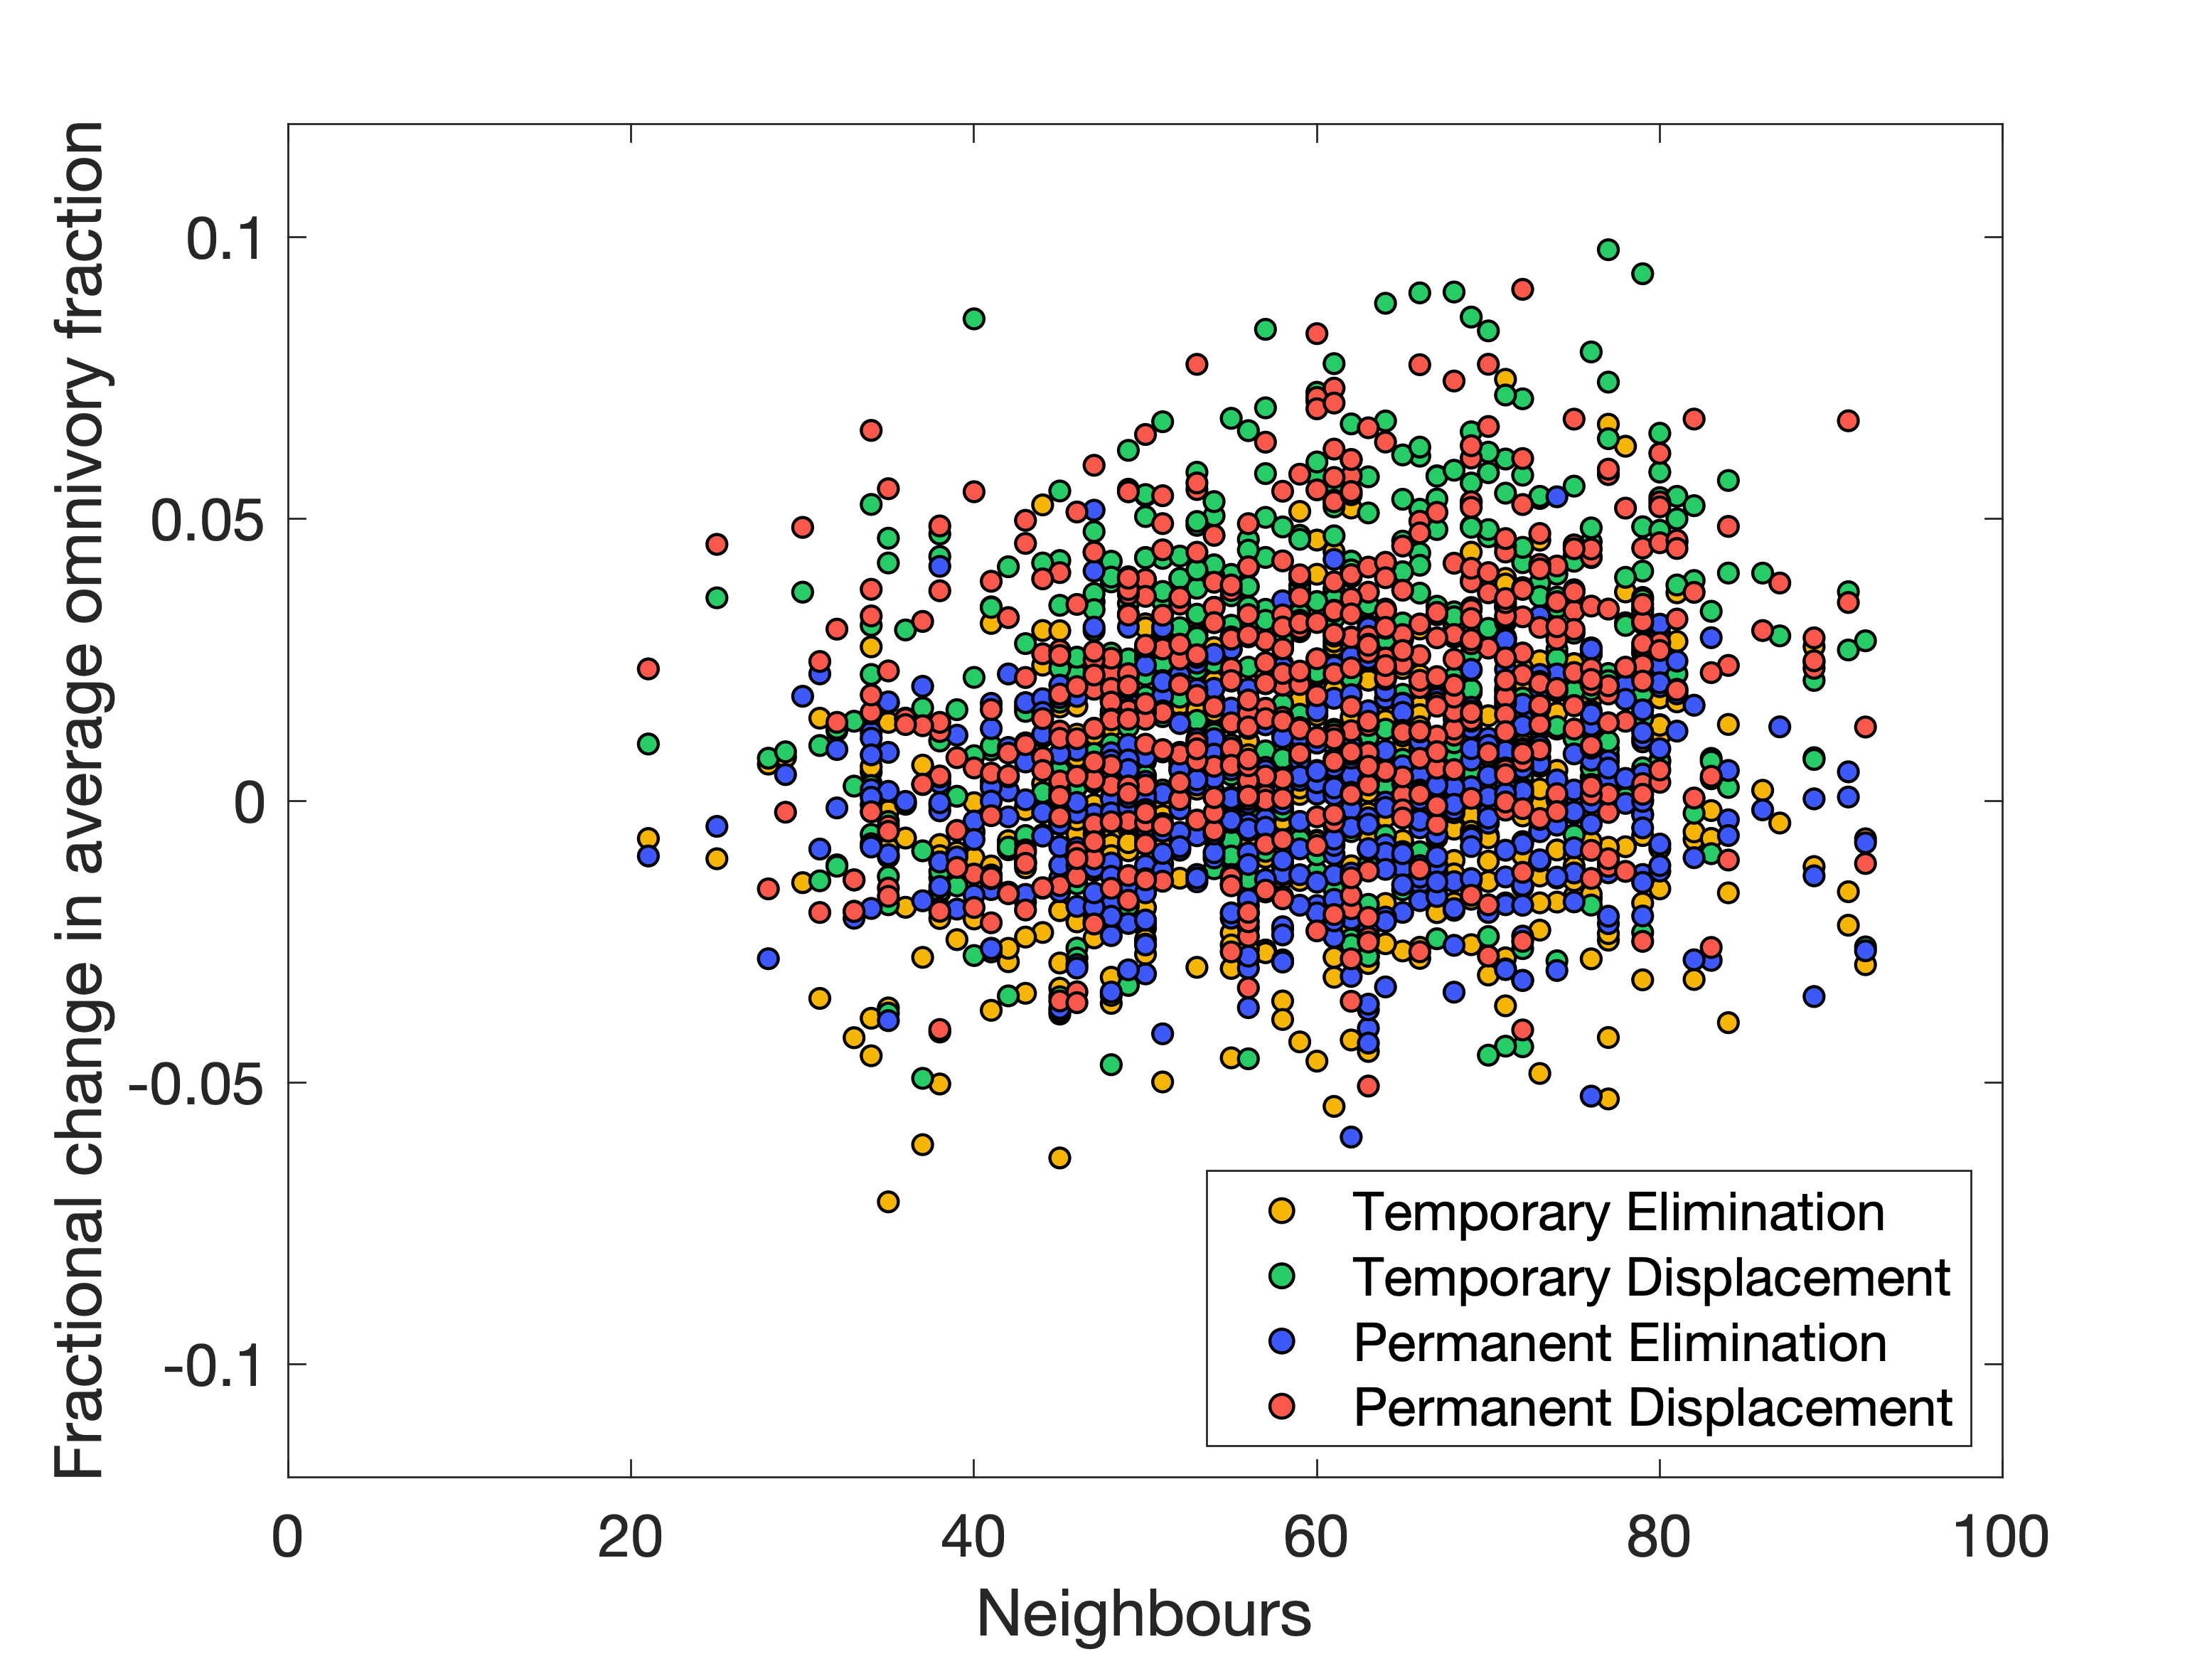 Fractional change in average omnivory fraction
0.1
0.05
0
-0.05
-0.1
0 20 40 60 80 100
Neighbours
Temporary Elimination
Temporary Displacement
Permanent Elimination
Permanent Displacement